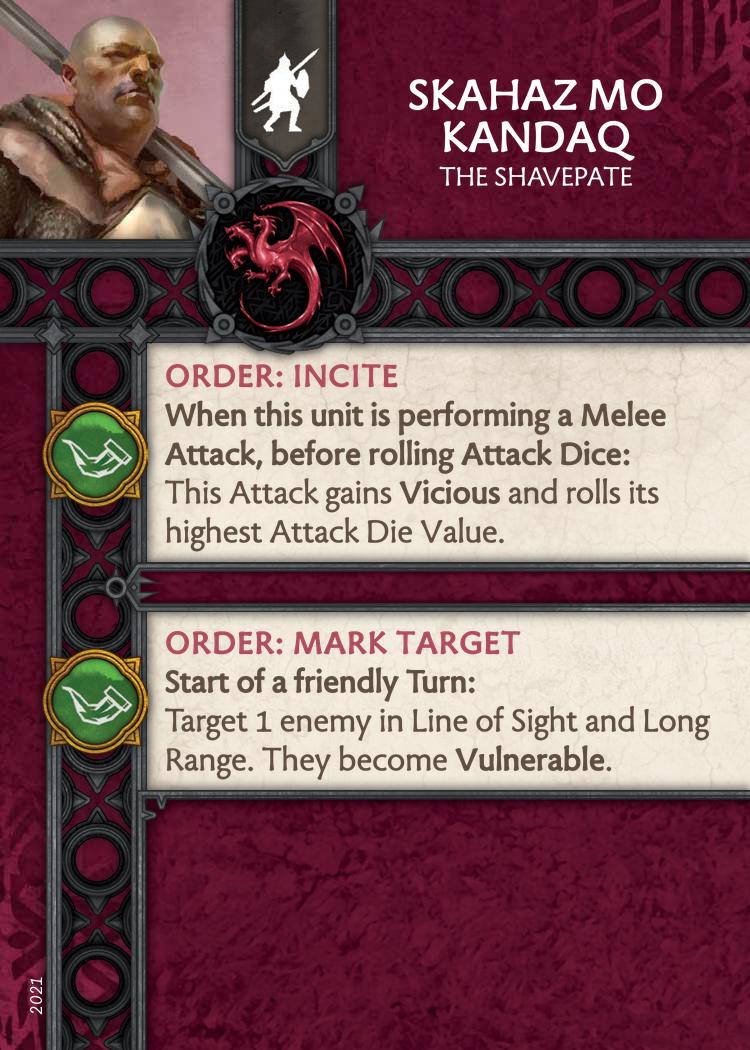 SKAHAZ MO
KANDAQ
THE SHAVEPATE
ORDER: INCITE
When this unit is performing a Melee
Attack, before rolling Attack Dice:
This Attack gains Vicious and rolls its
highest Attack Die Value.
ORDER: MARK TARGET
Start of a friendly Turn:
Target 1 enemy in Line of Sight and Long
Range. They become Vulnerable.
2021